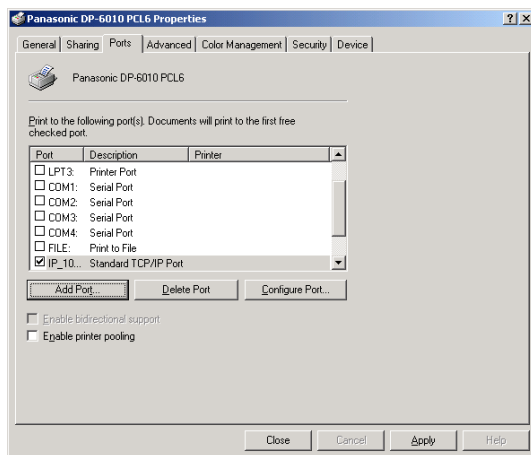 Panasonic DP-6010 PCL6 Properties
General Sharing Ports Advanced Color Management Security Device
Panasonic DP-6010 PCL6
Print to the following port(s). Documents will print to the first free
checked port.
Port Description Printer
LPT3: Printer Port
COM1: Serial Port
COM2: Serial Port
COM3: Serial Port
COM4: Serial Port
FILE: Print to File
IP_10... Standard TCP/IP Port
Add Port... Delete Port Configure Port...
Enable bidirectional support
Enable printer pooling
Close Cancel Apply Help